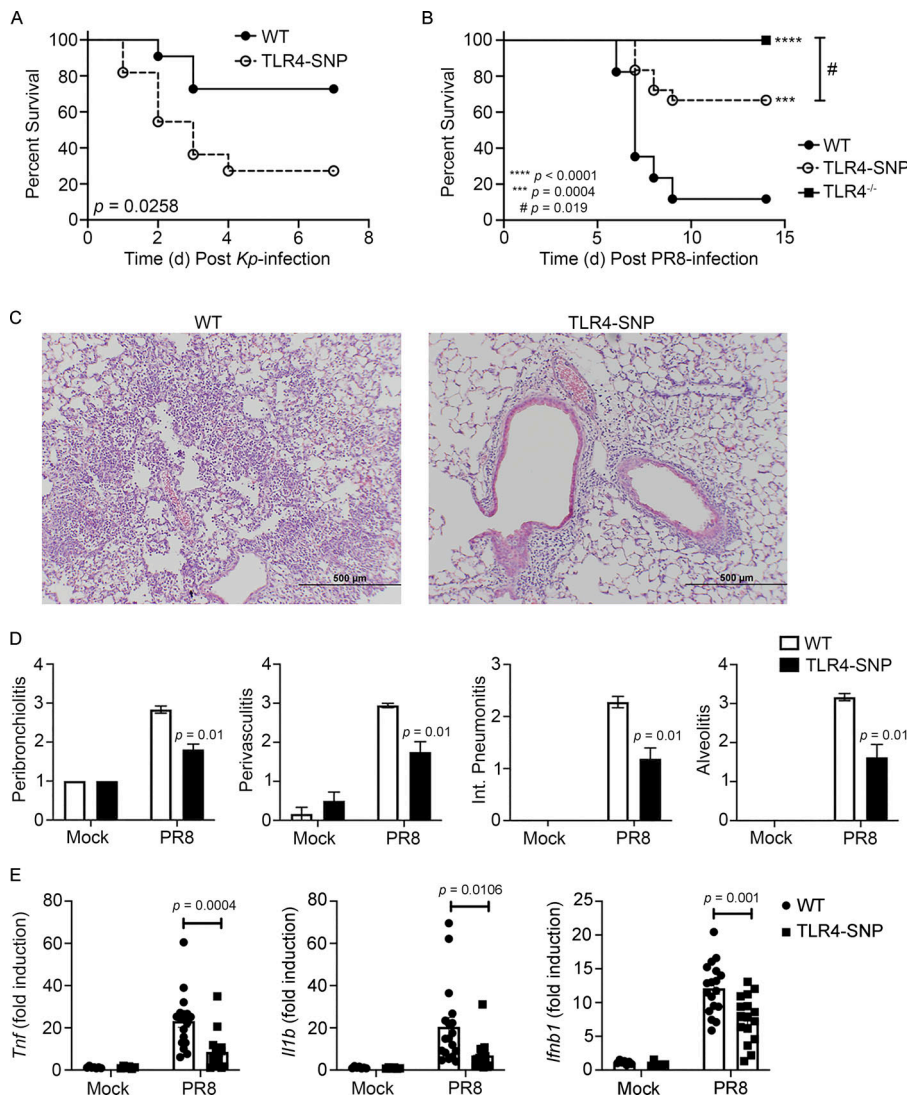 A
100
80
60
40
20
0
Percent Survival
WT
TLR4-SNP
p = 0.0258
0 2 4 6 8
Time (d) Post Kp-infection
B
100
80
60
40
20
0
Percent Survival
****
***
#
WT
TLR4-SNP
TLR4-/-
**** p < 0.0001
*** p = 0.0004
# p = 0.019
0 5 10 15
Time (d) Post PR8-infection
C
WT
TLR4-SNP
500 µm
500 µm
D
WT
TLR4-SNP
4
3
2
1
0
Peribronchiolitis
p = 0.01
Mock PR8
4
3
2
1
0
Perivasculitis
p = 0.01
Mock PR8
3
2
1
0
Int. Pneumonitis
p = 0.01
Mock PR8
4
3
2
1
0
Alveolitis
p = 0.01
Mock PR8
E
80
60
40
20
0
Tnf (fold induction)
p = 0.0004
Mock PR8
80
60
40
20
0
Il1b (fold induction)
p = 0.0106
Mock PR8
25
20
15
10
5
0
Ifnb1 (fold induction)
p = 0.001
Mock PR8
WT
TLR4-SNP